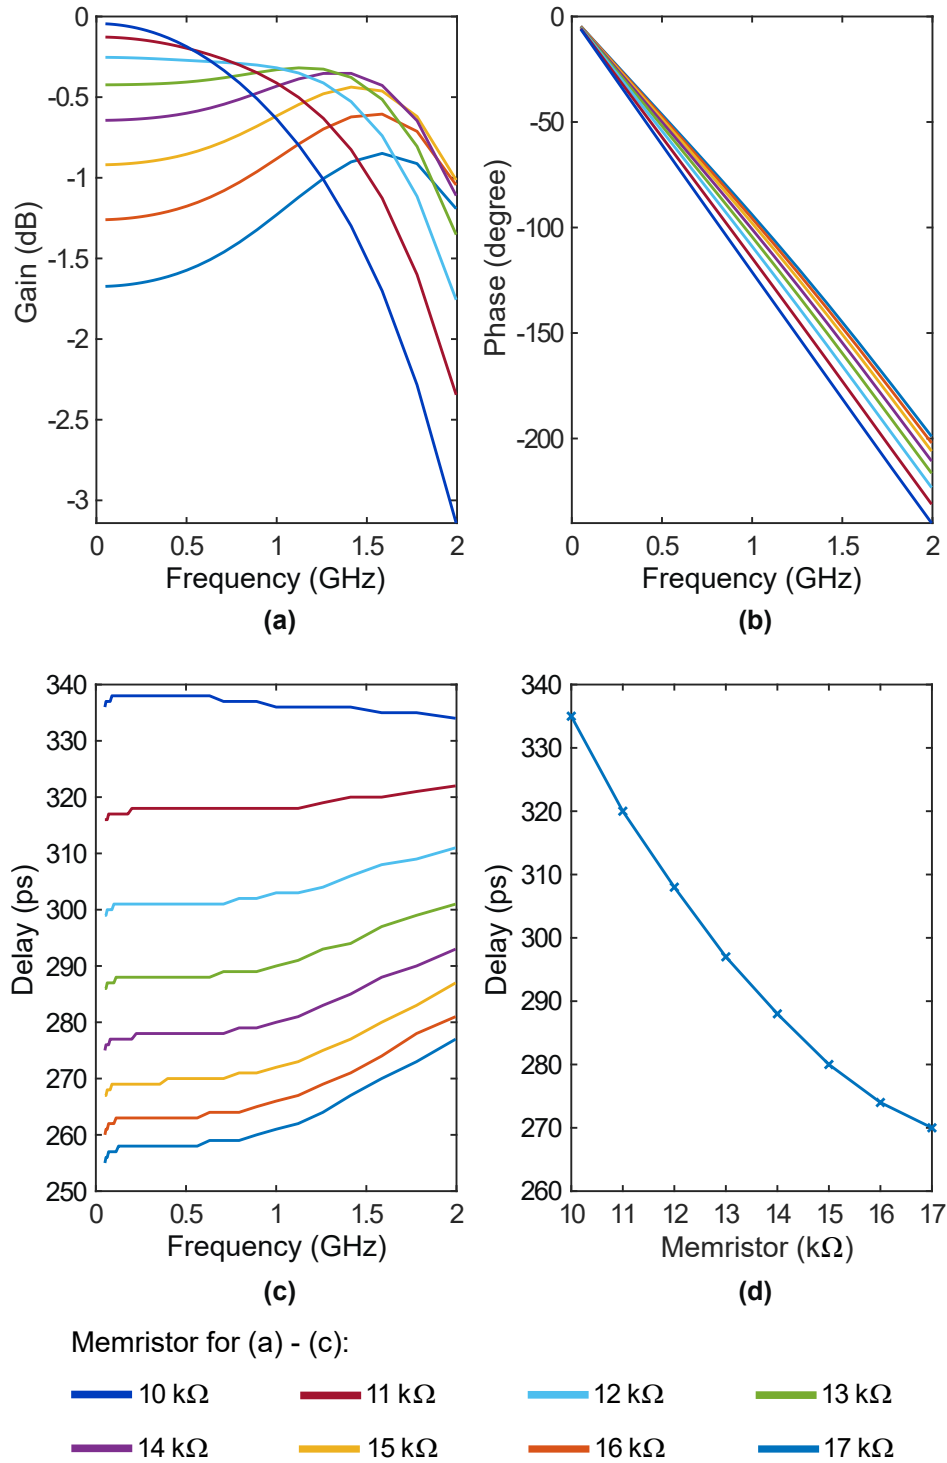 0
-0.5
-1
-1.5
-2
-2.5
-3
Gain (dB)
0 0.5 1 1.5 2
Frequency (GHz)
(a)
0
-50
-100
-150
-200
Phase (degree)
0 0.5 1 1.5 2
Frequency (GHz)
(b)
340
330
320
310
300
290
280
270
260
250
Delay (ps)
0 0.5 1 1.5 2
Frequency (GHz)
(c)
340
330
320
310
300
290
280
270
260
Delay (ps)
10 11 12 13 14 15 16 17
Memristor (kΩ)
(d)
Memristor for (a) - (c):
10 kΩ 11 kΩ 12 kΩ 13 kΩ
14 kΩ 15 kΩ 16 kΩ 17 kΩ